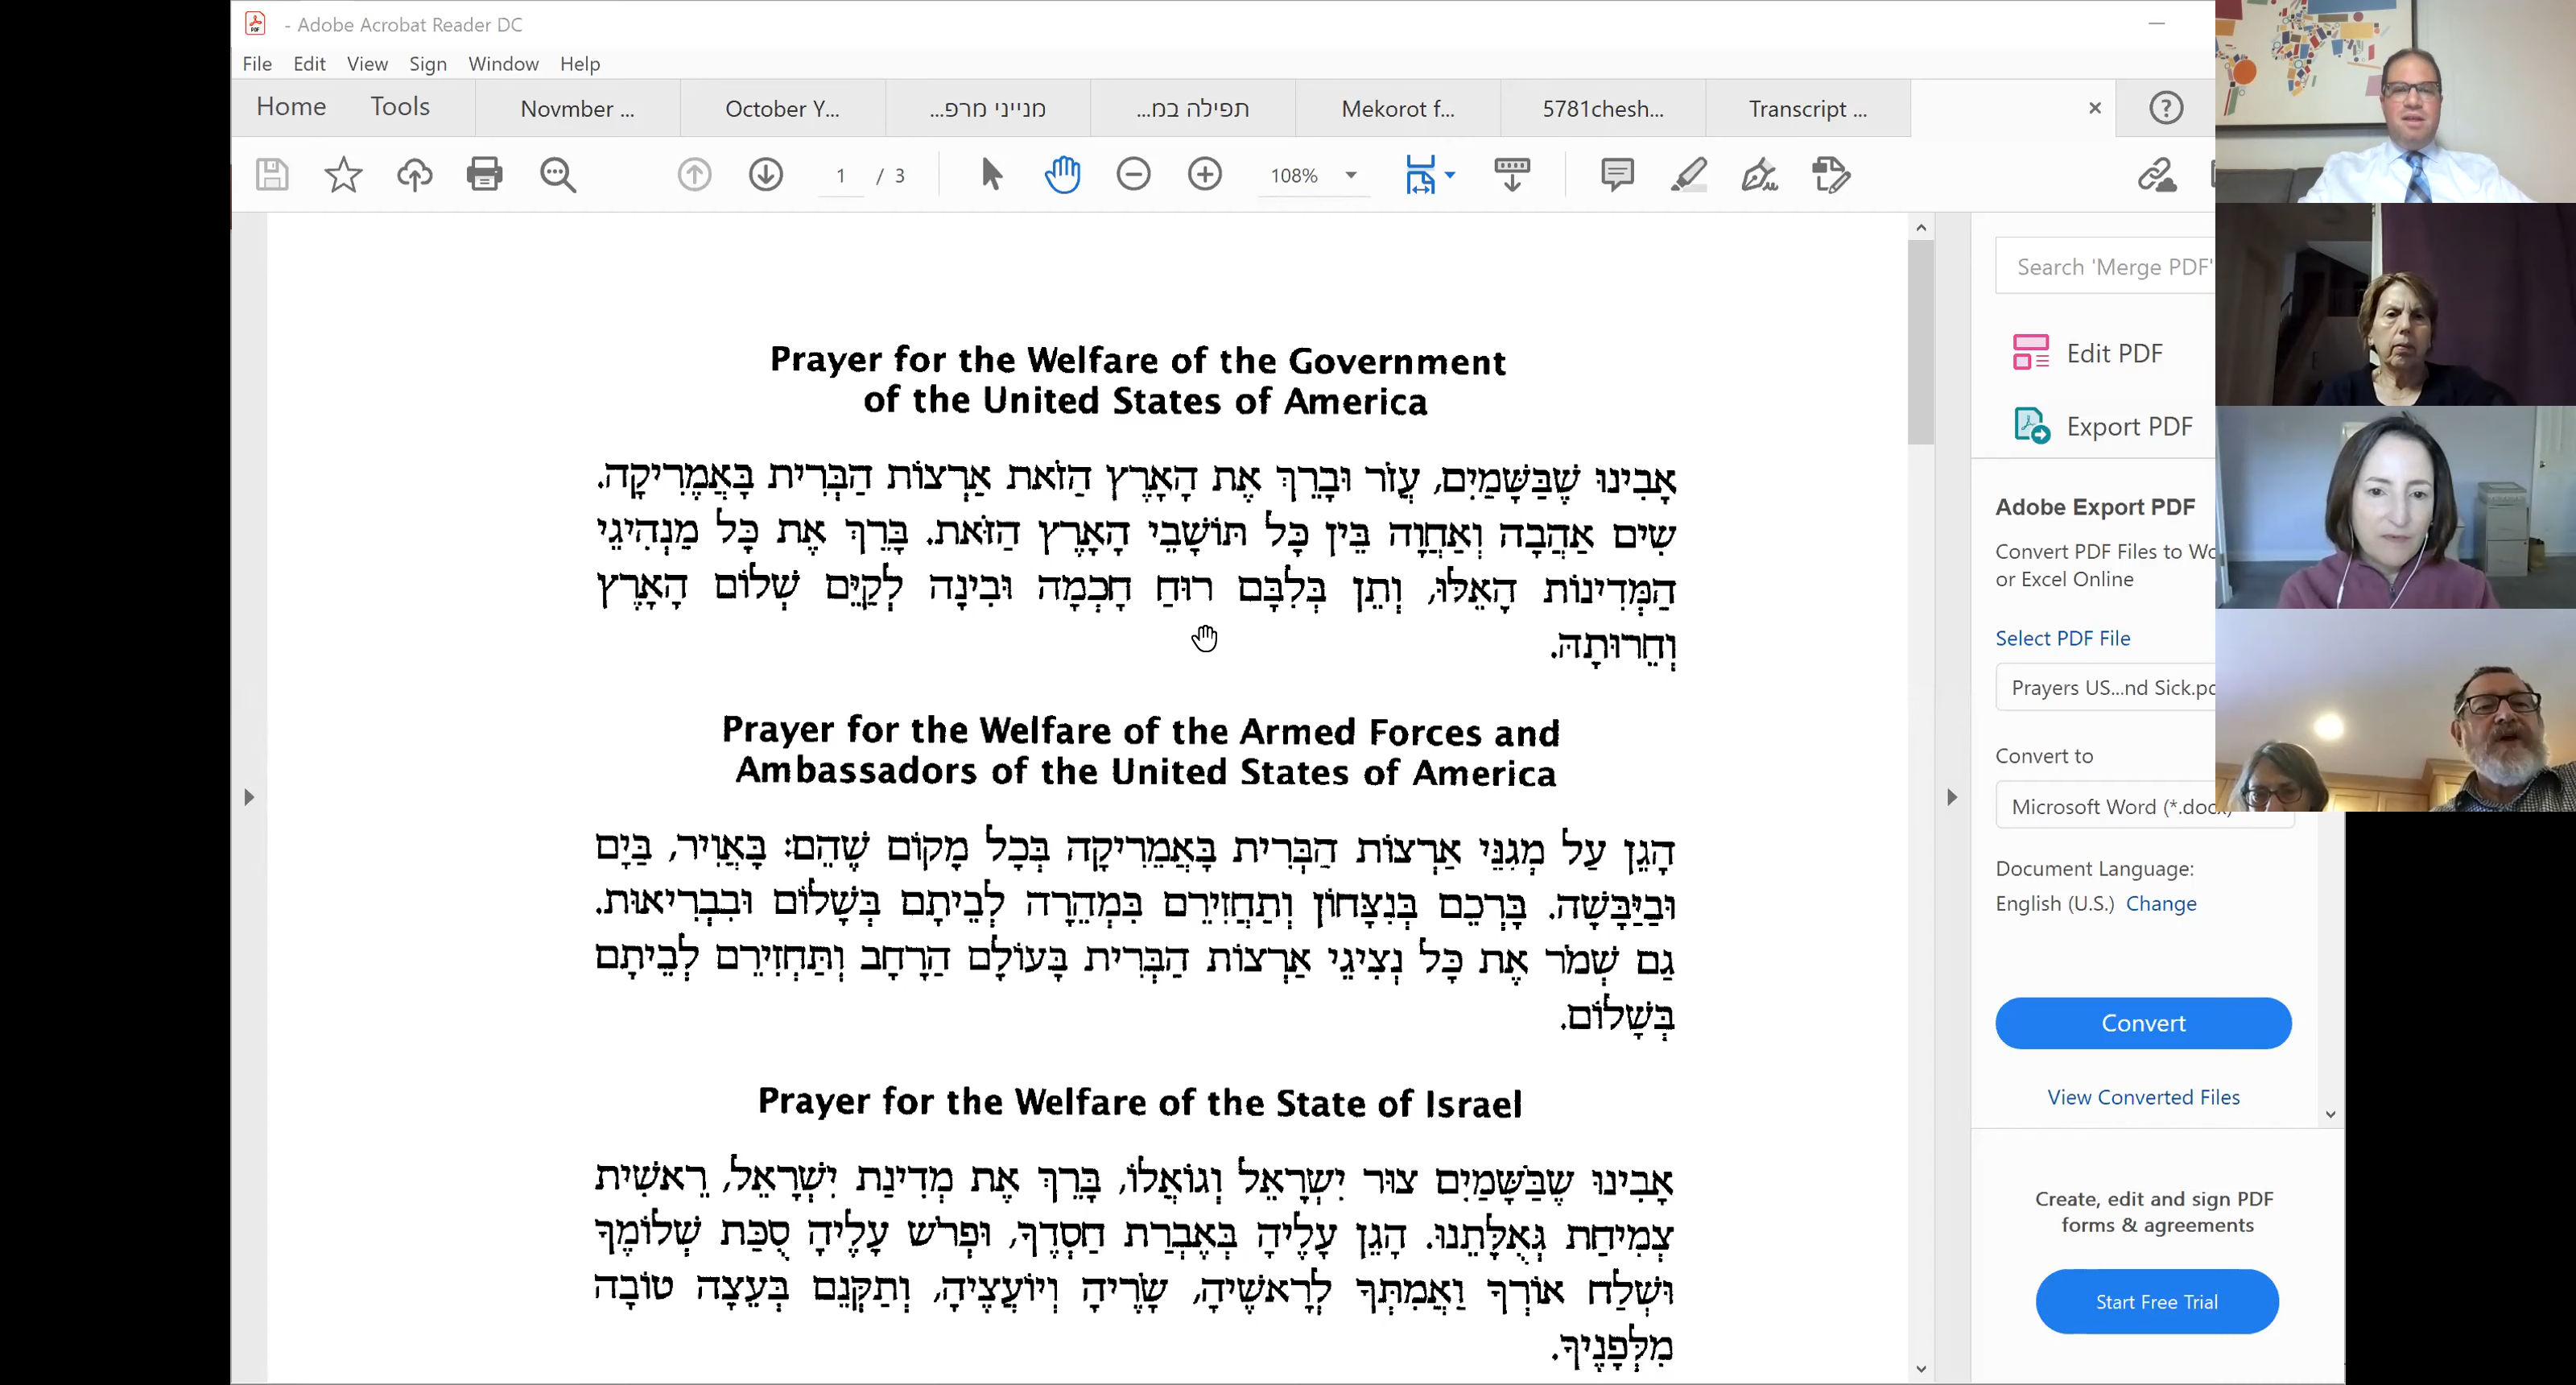 - Adobe Acrobat Reader DC
File Edit View Sign Window Help
Home Tools Novmber ... October Y... מנייני מרפ... תפילה במ... Mekorot f... 5781chesh... Transcript ...
1 / 3 108%
Prayer for the Welfare of the Government
of the United States of America
אָבִינוּ שֶׁבַּשָּׁמַיִם, עֲזֹר וּבָרֵךְ אֶת הָאָרֶץ הַזֹּאת אַרְצוֹת הַבְּרִית בָּאֲמֶרִיקָה.
שִׂים אַהֲבָה וְאַחֲוָה בֵּין כָּל תּוֹשָׁבֵי הָאָרֶץ הַזֹּאת. בָּרֵךְ אֶת כָּל מַנְהִיגֵי
הַמְּדִינוֹת הָאֵלּוּ, וְתֵן בְּלִבָּם רוּחַ חָכְמָה וּבִינָה לְקַיֵּם שְׁלוֹם הָאָרֶץ
וְחֵרוּתָהּ.
Prayer for the Welfare of the Armed Forces and
Ambassadors of the United States of America
הָגֵן עַל מְגִנֵּי אַרְצוֹת הַבְּרִית בָּאֲמֵרִיקָה בְּכָל מָקוֹם שֶׁהֵם: בָּאֲוִיר, בַּיָּם
וּבַיַּבָּשָׁה. בָּרְכֵם בְּנִצָּחוֹן וְתַחֲזִירֵם בִּמְהֵרָה לְבֵיתָם בְּשָׁלוֹם וּבִבְרִיאוּת.
גַּם שְׁמֹר אֶת כָּל נְצִיגֵי אַרְצוֹת הַבְּרִית בָּעוֹלָם הָרָחָב וְתַחֲזִירֵם לְבֵיתָם
בְּשָׁלוֹם.
Prayer for the Welfare of the State of Israel
אָבִינוּ שֶׁבַּשָּׁמַיִם צוּר יִשְׂרָאֵל וְגוֹאֲלוֹ, בָּרֵךְ אֶת מְדִינַת יִשְׂרָאֵל, רֵאשִׁית
צְמִיחַת גְּאֻלָּתֵנוּ. הָגֵן עָלֶיהָ בְּאֶבְרַת חַסְדֶּךָ, וּפְרֹשׁ עָלֶיהָ סֻכַּת שְׁלוֹמֶךָ
וּשְׁלַח אוֹרְךָ וַאֲמִתְּךָ לְרָאשֶׁיהָ, שָׂרֶיהָ וְיוֹעֲצֶיהָ, וְתַקְּנֵם בְּעֵצָה טוֹבָה
מִלְּפָנֶיךָ.
Search 'Merge PDF'
Edit PDF
Export PDF
Adobe Export PDF
Convert PDF Files to Wo
or Excel Online
Select PDF File
Prayers US...nd Sick.pd
Convert to
Microsoft Word (*.docx)
Document Language:
English (U.S.) Change
Convert
View Converted Files
Create, edit and sign PDF
forms & agreements
Start Free Trial